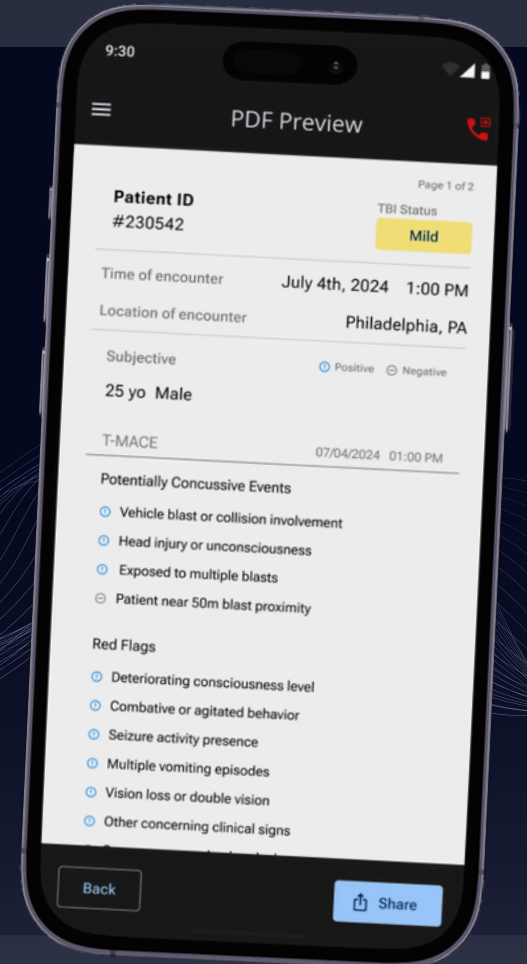 9:30
PDF Preview
Page 1 of 2
Patient ID
#230542
TBI Status
Mild
Time of encounter July 4th, 2024 1:00 PM
Location of encounter Philadelphia, PA
Subjective Positive Negative
25 yo Male
T-MACE 07/04/2024 01:00 PM
Potentially Concussive Events
Vehicle blast or collision involvement
Head injury or unconsciousness
Exposed to multiple blasts
Patient near 50m blast proximity
Red Flags
Deteriorating consciousness level
Combative or agitated behavior
Seizure activity presence
Multiple vomiting episodes
Vision loss or double vision
Other concerning clinical signs
Back Share